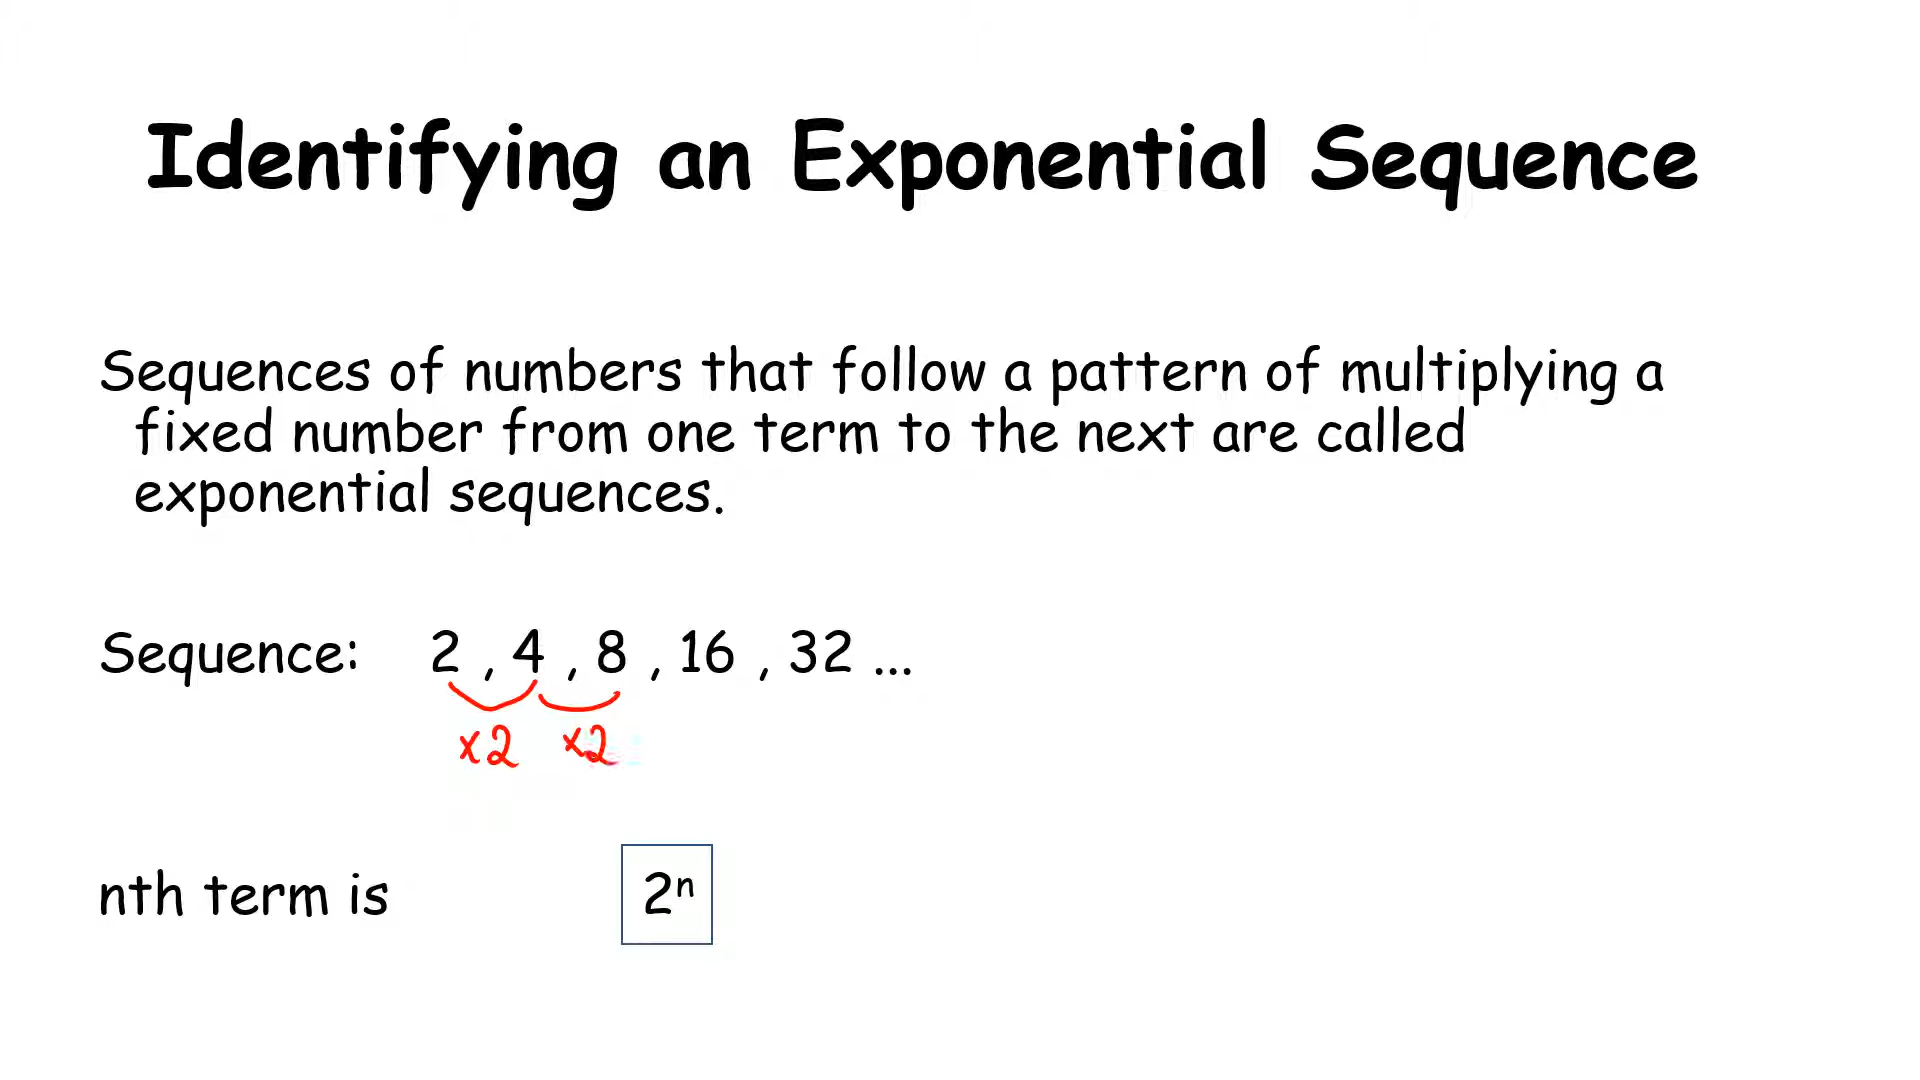 Identifying an Exponential Sequence
Sequences of numbers that follow a pattern of multiplying a
fixed number from one term to the next are called
exponential sequences.
Sequence: 2 , 4 , 8 , 16 , 32 ...
x2 x2
nth term is 2ⁿ